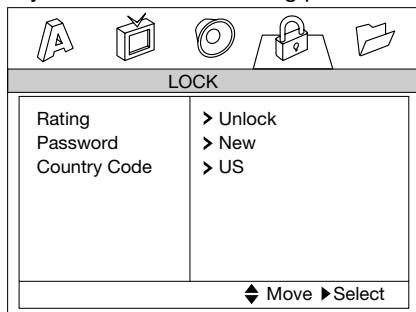 LOCK
Rating > Unlock
Password > New
Country Code > US
Move Select